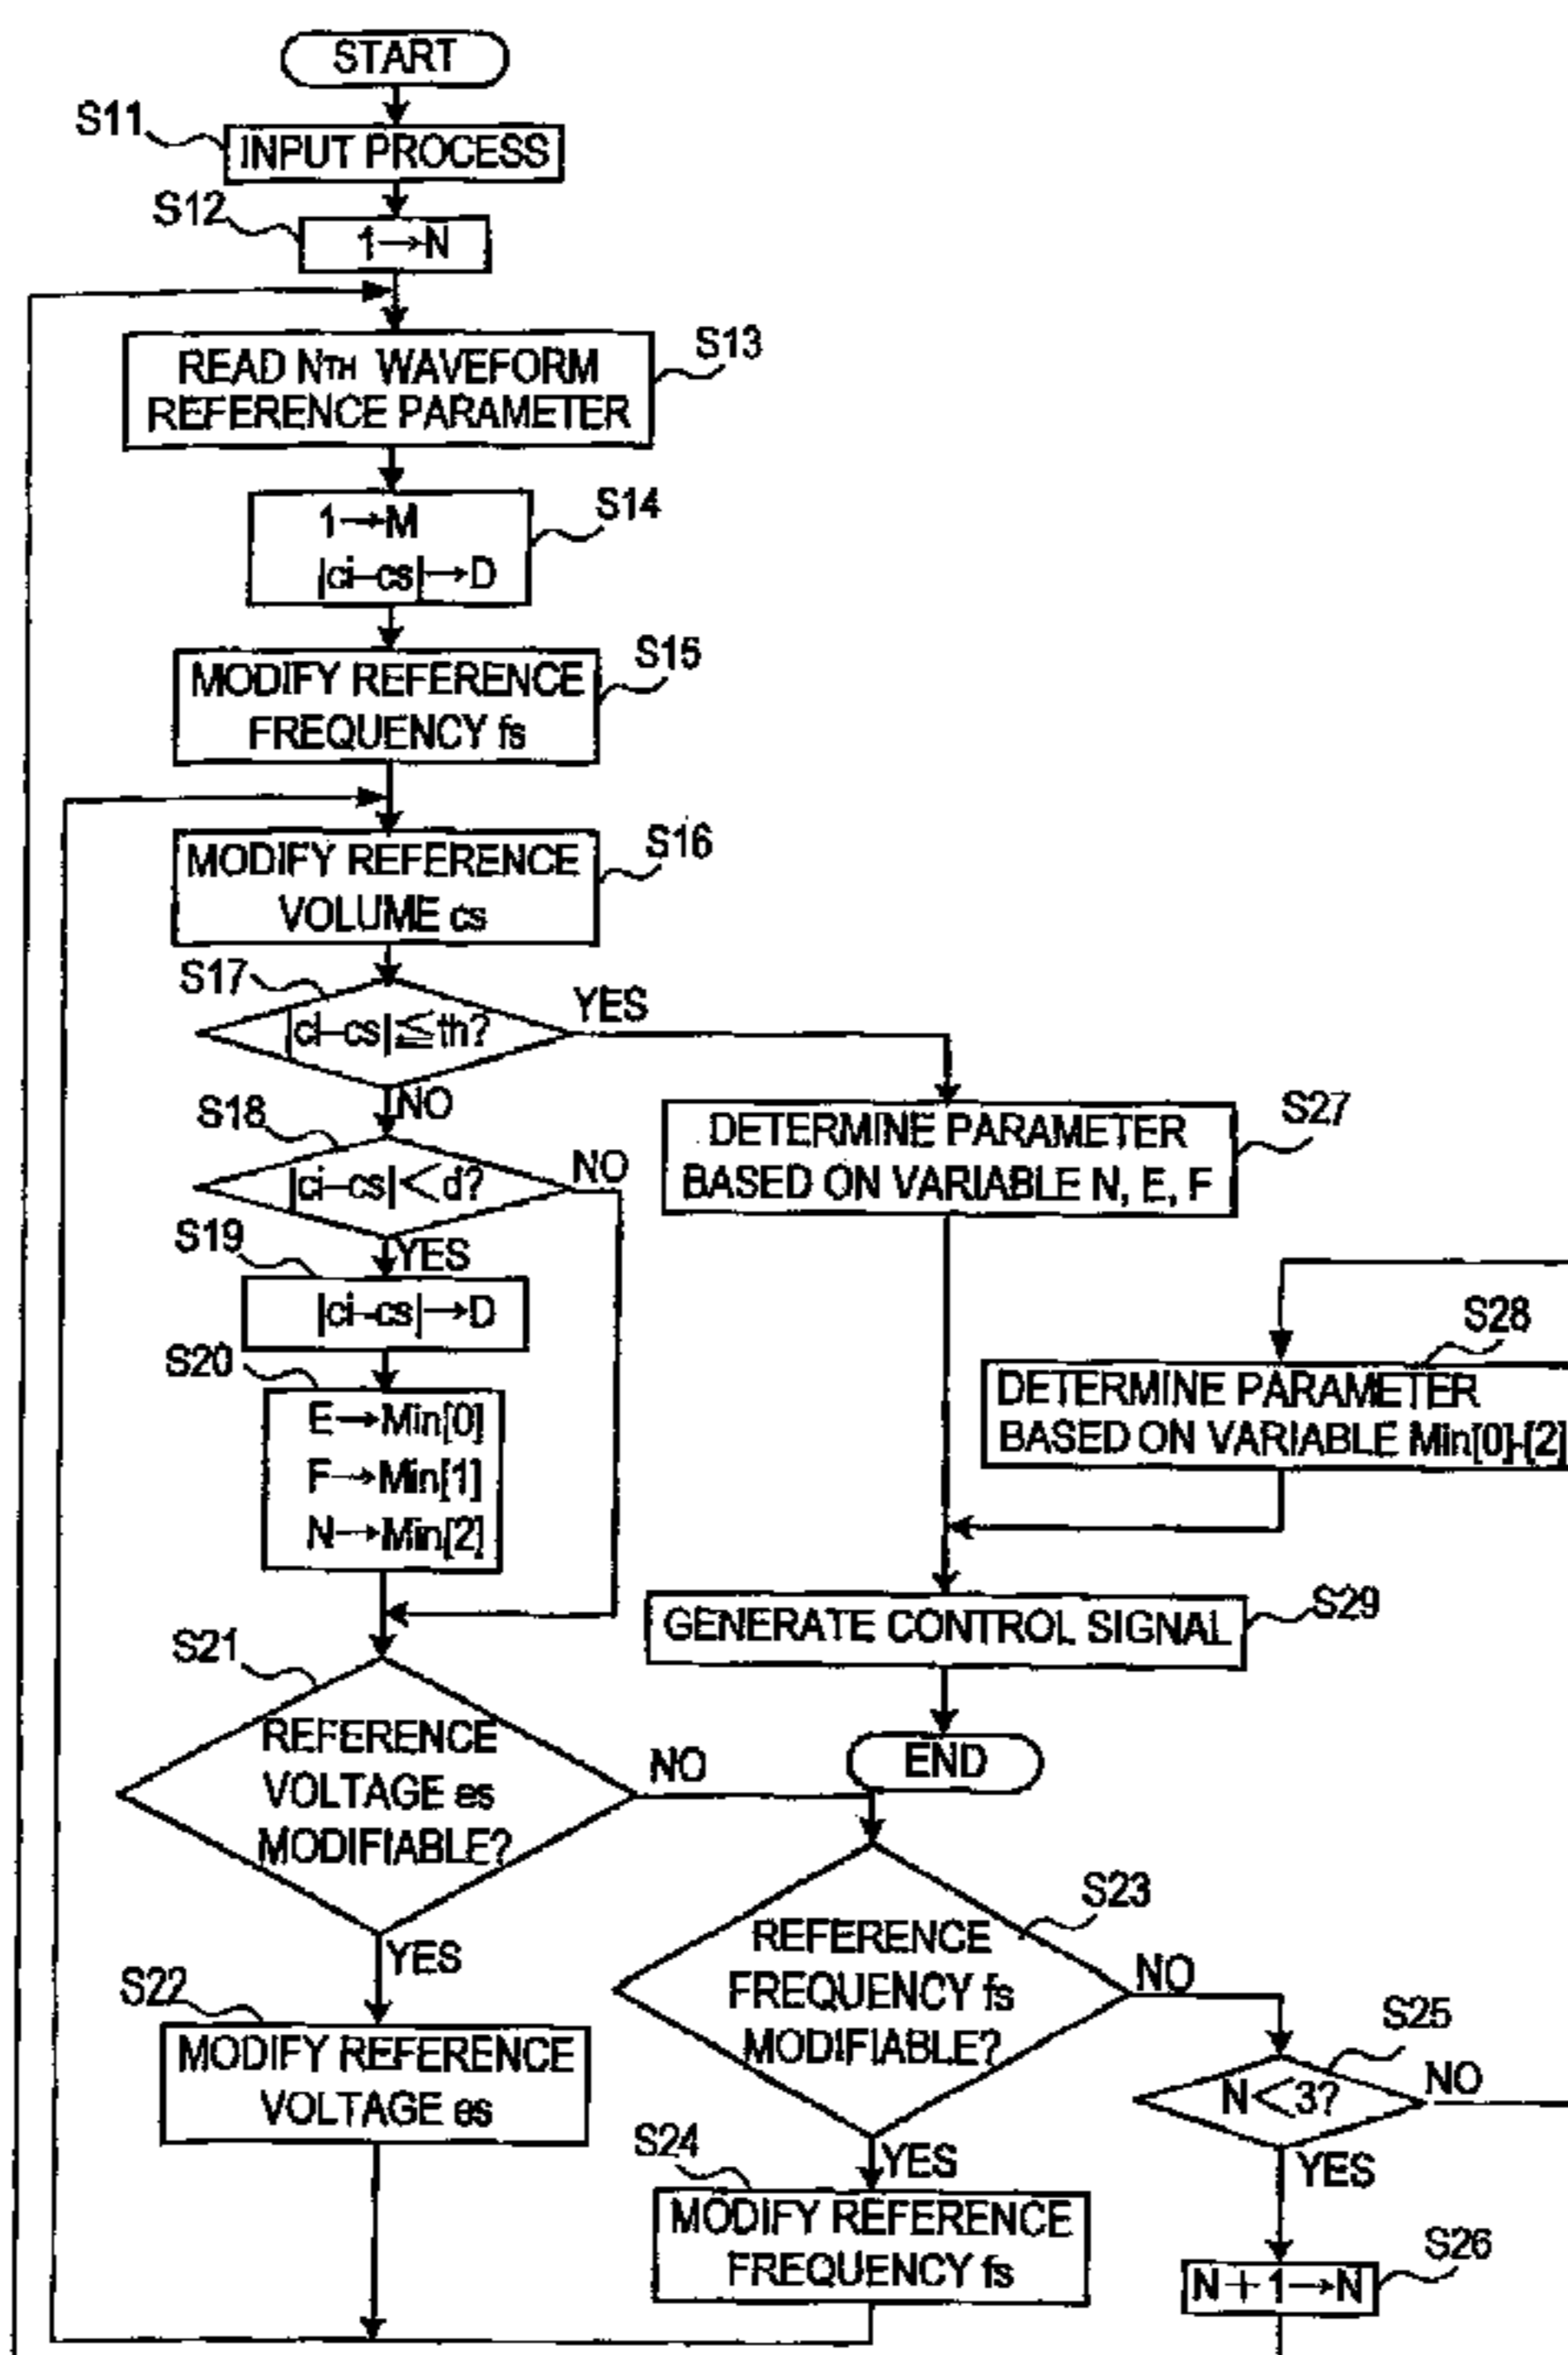 START
S11
INPUT PROCESS
S12
1→N
READ NTH WAVEFORM
REFERENCE PARAMETER
S13
1→M
|ci–cs|→D
S14
MODIFY REFERENCE
FREQUENCY fs
S15
MODIFY REFERENCE
VOLUME cs
S16
S17
|ci–cs|≦th?
YES
NO
S18
|ci–cs|<d?
NO
YES
S19
|ci–cs|→D
S20
E→Min[0]
F→Min[1]
N→Min[2]
S21
REFERENCE
VOLTAGE es
MODIFIABLE?
NO
YES
S22
MODIFY REFERENCE
VOLTAGE es
REFERENCE
FREQUENCY fs
MODIFIABLE?
S23
NO
YES
S24
MODIFY REFERENCE
FREQUENCY fs
S25
N<3?
NO
YES
S26
N+1→N
DETERMINE PARAMETER
BASED ON VARIABLE N, E, F
S27
S28
DETERMINE PARAMETER
BASED ON VARIABLE Min[0]-[2]
GENERATE CONTROL SIGNAL
S29
END